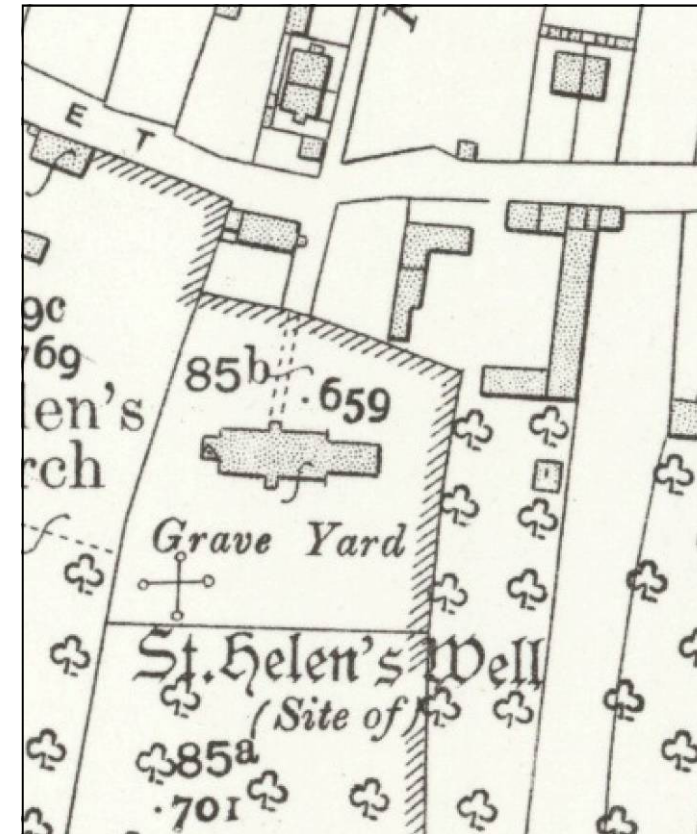 E T
9c
769
85b
.659
len's
rch
Grave Yard
St. Helen's Well
(Site of)
85a
.701